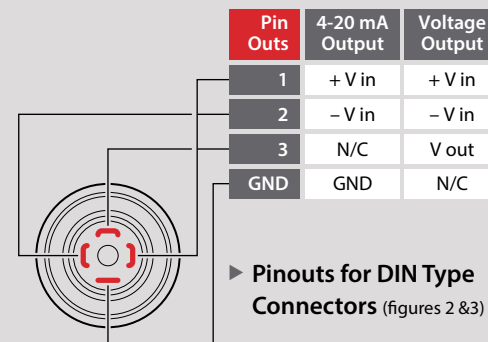 Pin Outs 4-20 mA Output Voltage Output
1 + V in + V in
2 – V in – V in
3 N/C V out
GND GND N/C
Pinouts for DIN Type
Connectors (figures 2 &3)